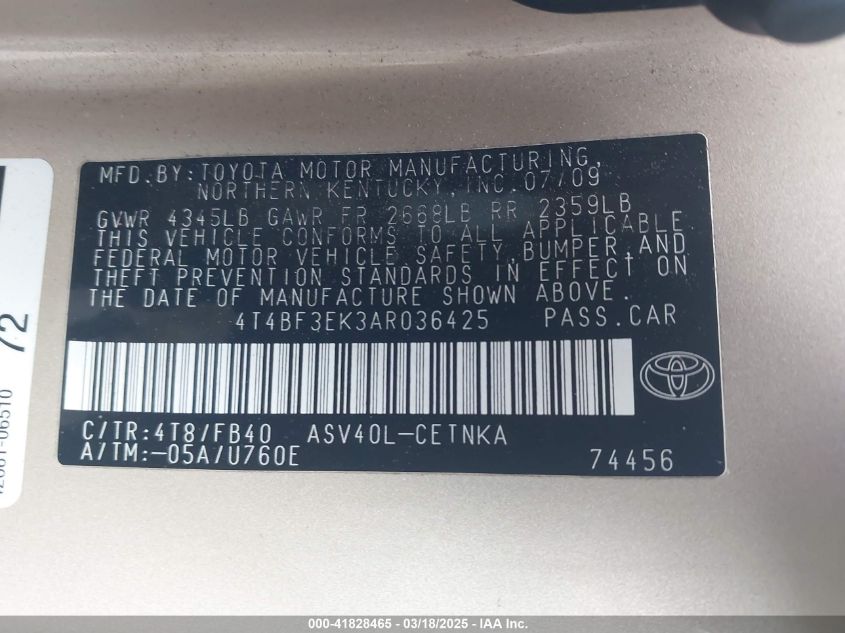 MFD.BY:TOYOTA MOTOR MANUFACTURING,
NORTHERN KENTUCKY, INC. 07/09
GVWR 4345LB GAWR FR 2668LB RR 2359LB
THIS VEHICLE CONFORMS TO ALL APPLICABLE
FEDERAL MOTOR VEHICLE SAFETY, BUMPER, AND
THEFT PREVENTION STANDARDS IN EFFECT ON
THE DATE OF MANUFACTURE SHOWN ABOVE.
4T4BF3EK3AR036425 PASS.CAR
C/TR:4T8/FB40 ASV40L-CETNKA
A/TM:-05A/U760E 74456
72
000-41828465 - 03/18/2025 - IAA Inc.